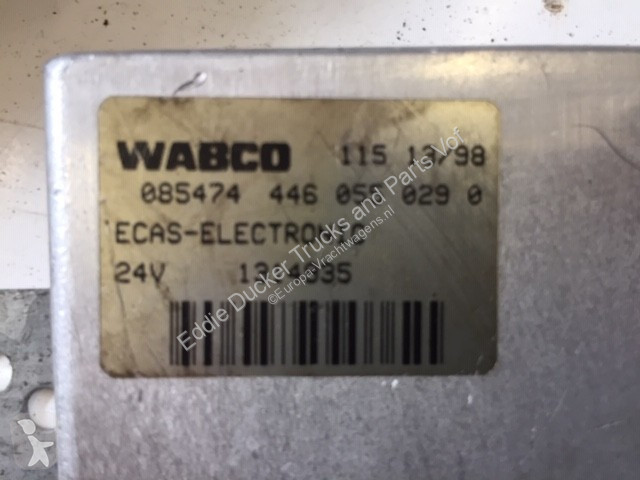 WABCO 115 13/98
085474 446 055 029 0
ECAS-ELECTRONIC
24V
Eddie Ducker Trucks and Parts Vof
©Europa-Vrachtwagens.nl